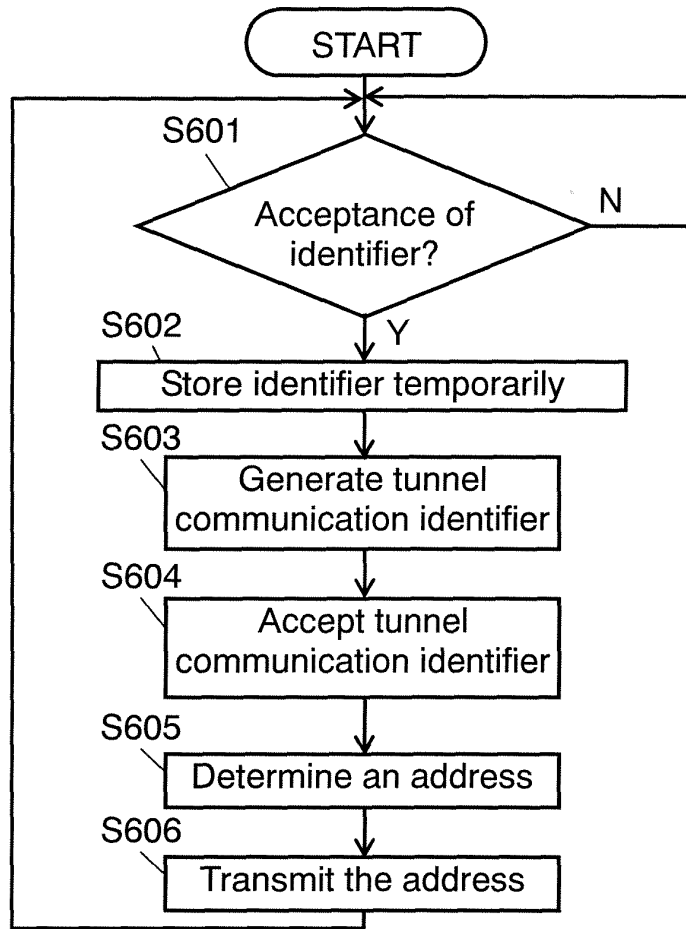 START
S601
Acceptance of
identifier?
N
Y
S602
Store identifier temporarily
S603
Generate tunnel
communication identifier
S604
Accept tunnel
communication identifier
S605
Determine an address
S606
Transmit the address